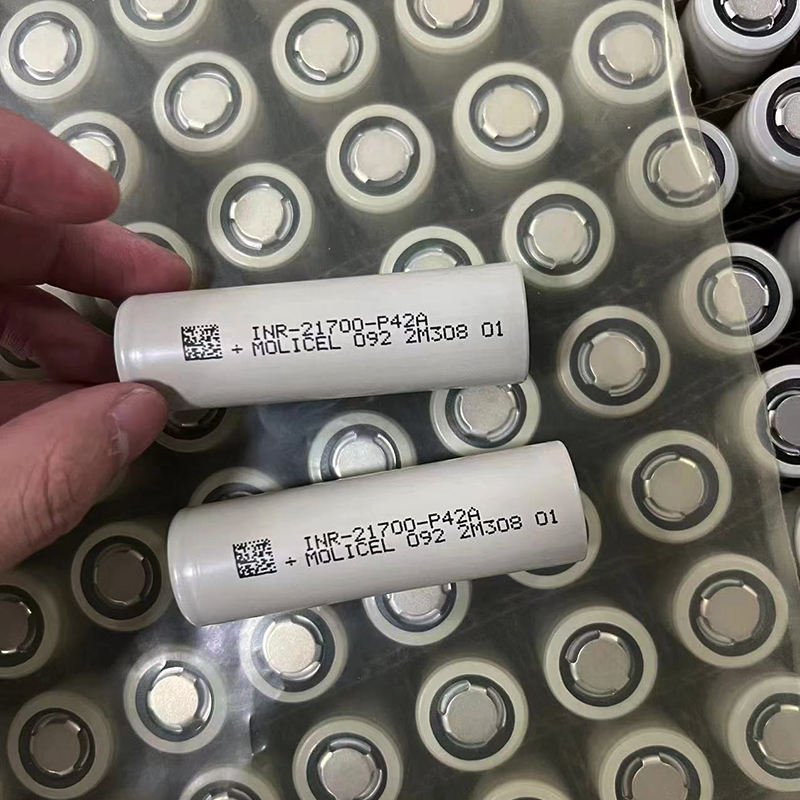 INR-21700-P42A
+ MOLICEL 092 2M308 01
INR-21700-P42A
+ MOLICEL 092 2M308 01